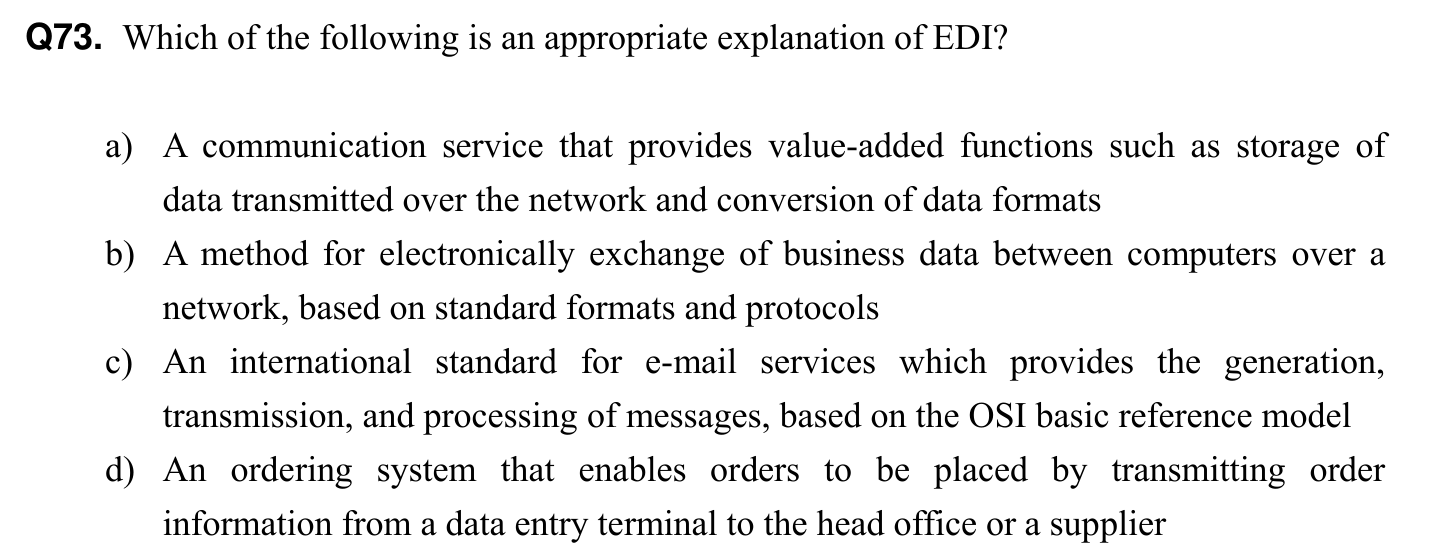 Q73. Which of the following is an appropriate explanation of EDI?
a) A communication service that provides value-added functions such as storage of
data transmitted over the network and conversion of data formats
b) A method for electronically exchange of business data between computers over a
network, based on standard formats and protocols
c) An international standard for e-mail services which provides the generation,
transmission, and processing of messages, based on the OSI basic reference model
d) An ordering system that enables orders to be placed by transmitting order
information from a data entry terminal to the head office or a supplier